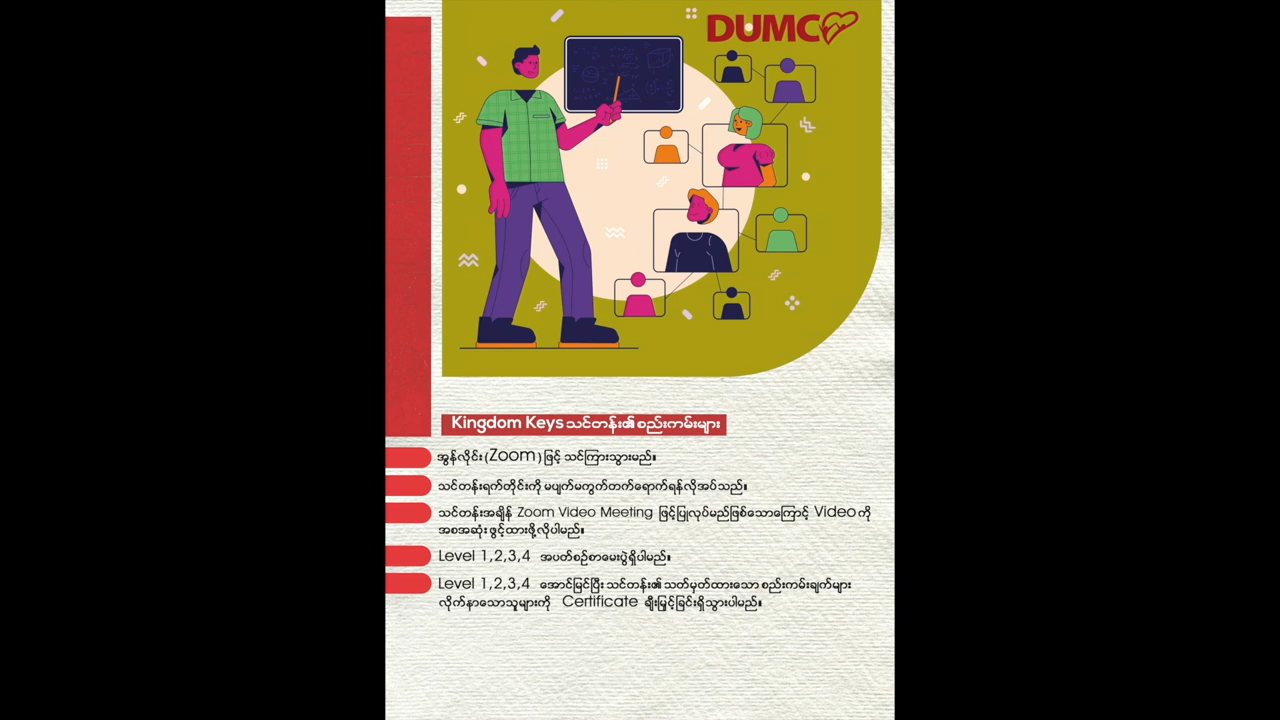 DUMC
Kingdom Keys သင်တန်း၏ စည်းကမ်းများ
အွန်လိုင်း (Zoom) ဖြင့် သင်ကြားသွားမည်။
သင်တန်းရက်တိုင်းကို မပျက်မကွက်တက်ရောက်ရန်လိုအပ်သည်။
သင်တန်းအချိန် Zoom Video Meeting ဖြင့်ပြုလုပ်မည်ဖြစ်သောကြောင့် Video ကို
အစအဆုံး ဖွင့်ထားဖို့လိုပါမည်။
Level 1,2,3,4 အပတ်စဉ်စာမေးပွဲရှိပါမည်။
Level 1,2,3,4 အောင်မြင်ပြီး သင်တန်း၏ သတ်မှတ်ထားသော စည်းကမ်းချက်များ
လိုက်နာသောသူများကို Certificate ချီးမြှင့်ခြင်းရှိသွားပါမည်။